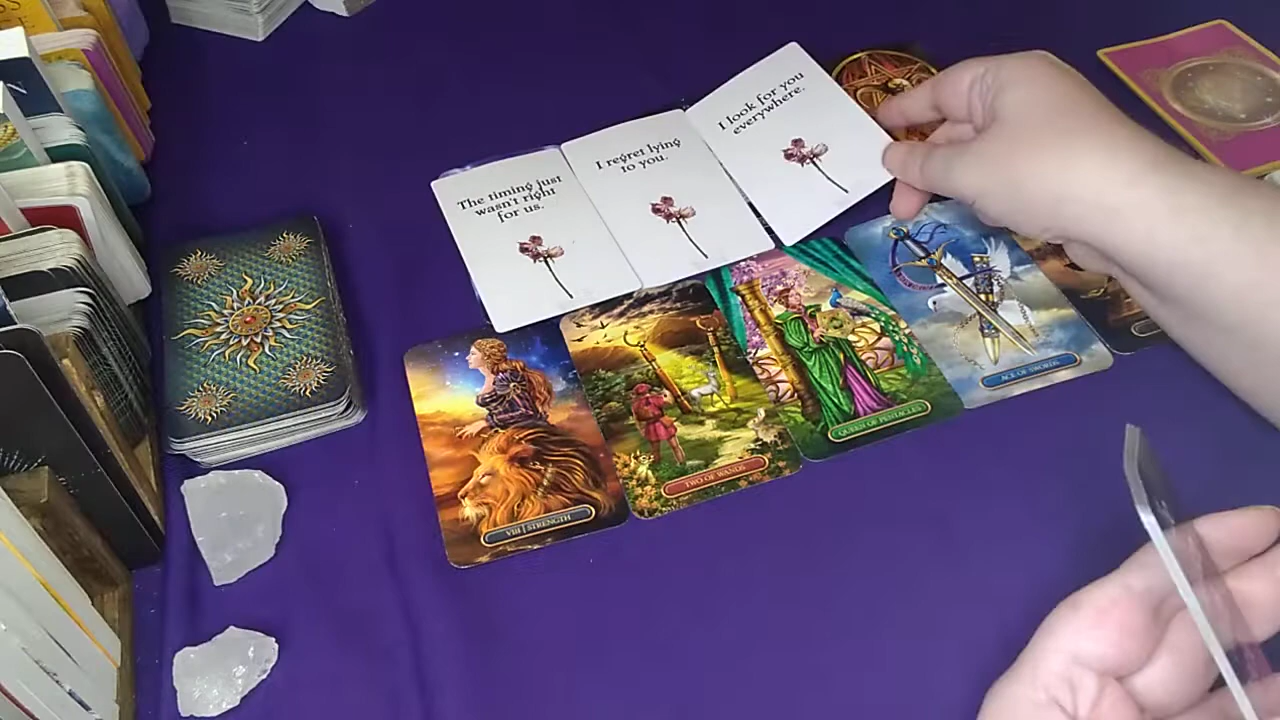 The timing just
wasn't right
for us.
I regret lying
to you.
I look for you
everywhere.
VIII | STRENGTH
TWO OF WANDS
QUEEN OF PENTACLES
ACE OF SWORDS